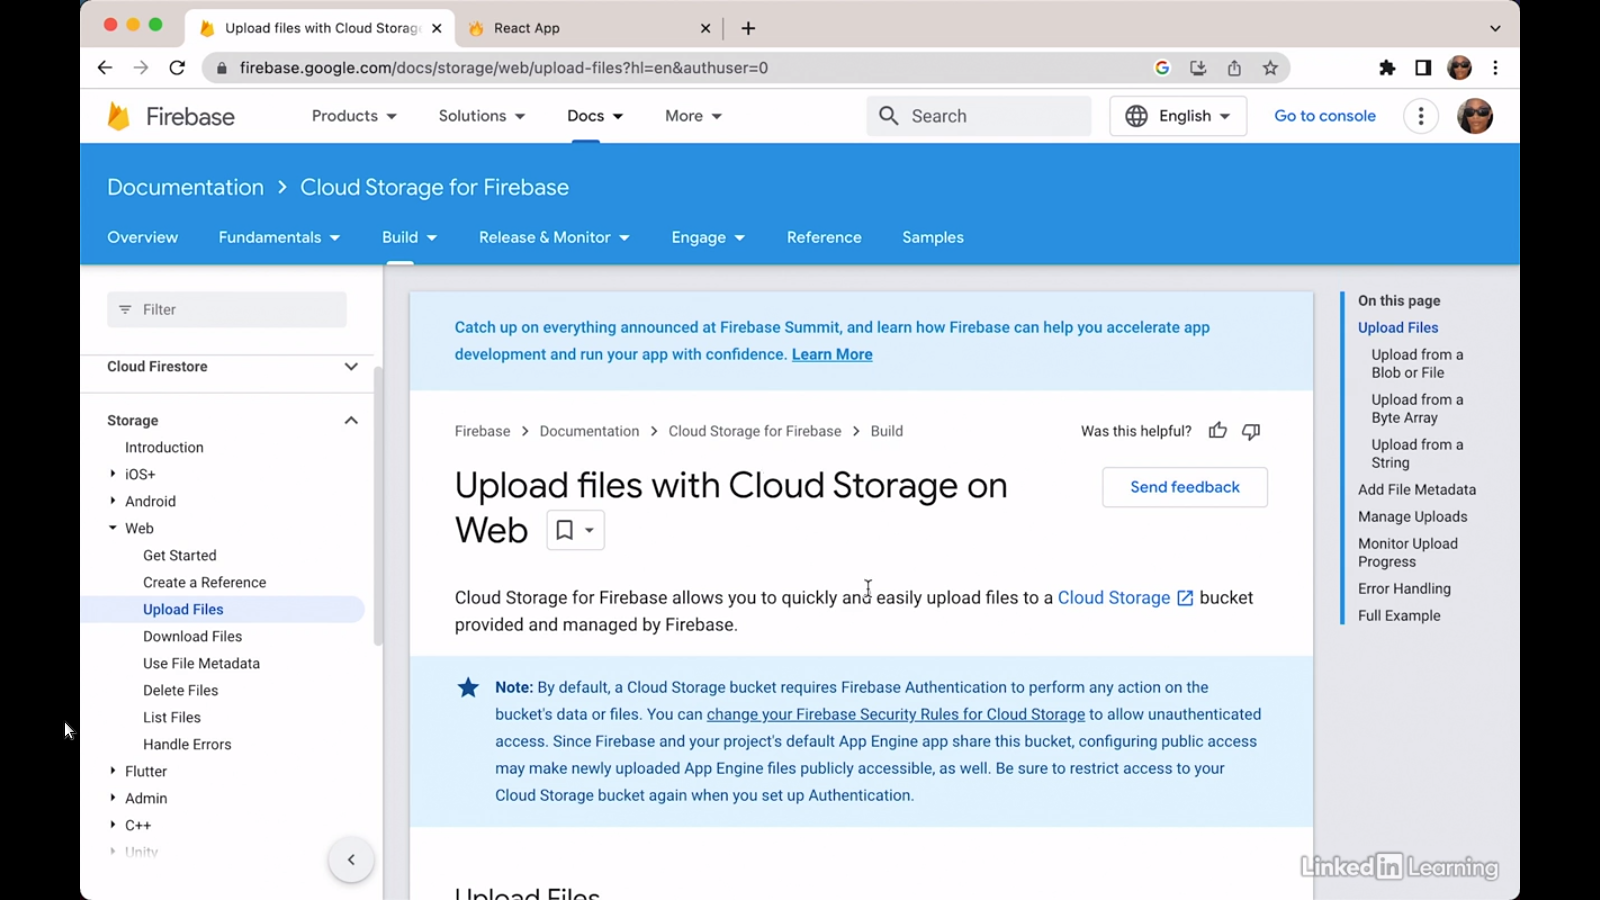 Upload files with Cloud Storag
React App
firebase.google.com/docs/storage/web/upload-files?hl=en&authuser=0
Firebase
Products
Solutions
Docs
More
Search
English
Go to console
Documentation > Cloud Storage for Firebase
Overview
Fundamentals
Build
Release & Monitor
Engage
Reference
Samples
Filter
Cloud Firestore
Storage
Introduction
iOS+
Android
Web
Get Started
Create a Reference
Upload Files
Download Files
Use File Metadata
Delete Files
List Files
Handle Errors
Flutter
Admin
C++
Unity
Catch up on everything announced at Firebase Summit, and learn how Firebase can help you accelerate app
development and run your app with confidence. Learn More
Firebase > Documentation > Cloud Storage for Firebase > Build
Was this helpful?
Upload files with Cloud Storage on
Web
Send feedback
Cloud Storage for Firebase allows you to quickly and easily upload files to a Cloud Storage bucket
provided and managed by Firebase.
Note: By default, a Cloud Storage bucket requires Firebase Authentication to perform any action on the
bucket's data or files. You can change your Firebase Security Rules for Cloud Storage to allow unauthenticated
access. Since Firebase and your project's default App Engine app share this bucket, configuring public access
may make newly uploaded App Engine files publicly accessible, as well. Be sure to restrict access to your
Cloud Storage bucket again when you set up Authentication.
Upload Files
On this page
Upload Files
Upload from a
Blob or File
Upload from a
Byte Array
Upload from a
String
Add File Metadata
Manage Uploads
Monitor Upload
Progress
Error Handling
Full Example
Linked in Learning